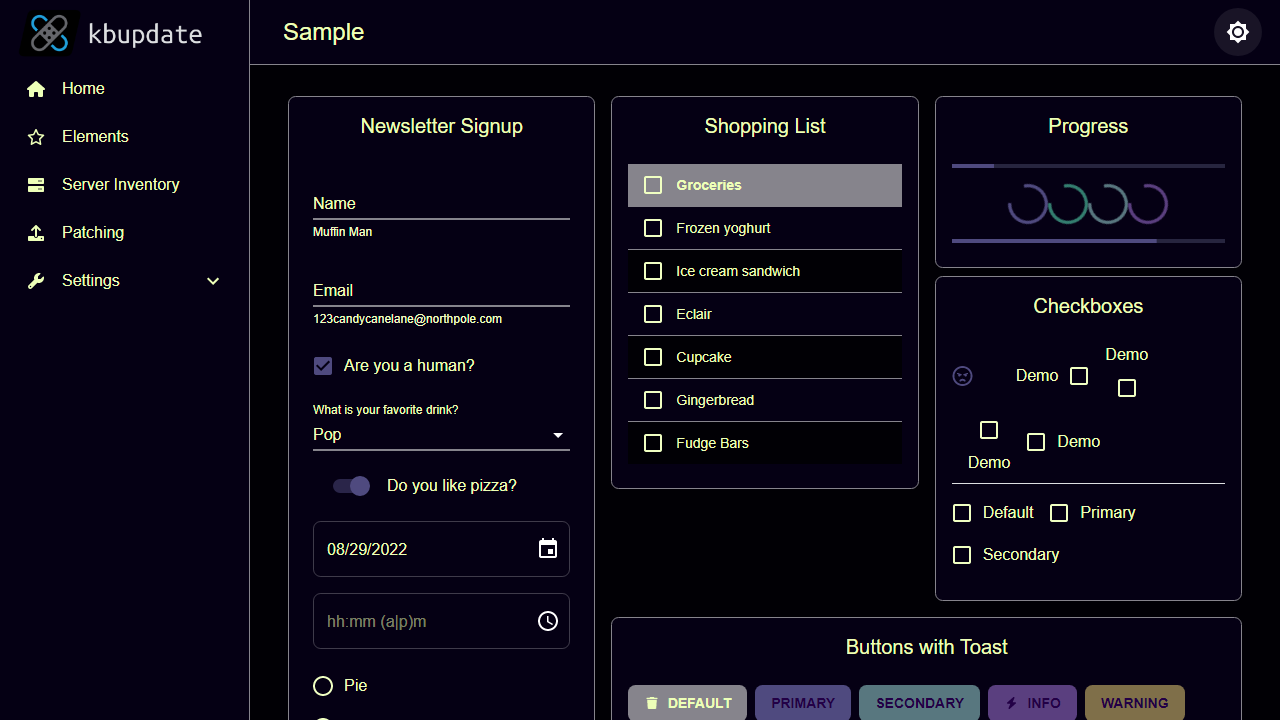 kbupdate
Sample
Home
Elements
Server Inventory
Patching
Settings
Newsletter Signup
Name
Muffin Man
Email
123candycanelane@northpole.com
Are you a human?
What is your favorite drink?
Pop
Do you like pizza?
08/29/2022
hh:mm (a|p)m
Pie
Shopping List
Groceries
Frozen yoghurt
Ice cream sandwich
Eclair
Cupcake
Gingerbread
Fudge Bars
Progress
Checkboxes
Demo
Demo
Demo
Demo
Default Primary
Secondary
Buttons with Toast
DEFAULT PRIMARY SECONDARY INFO WARNING